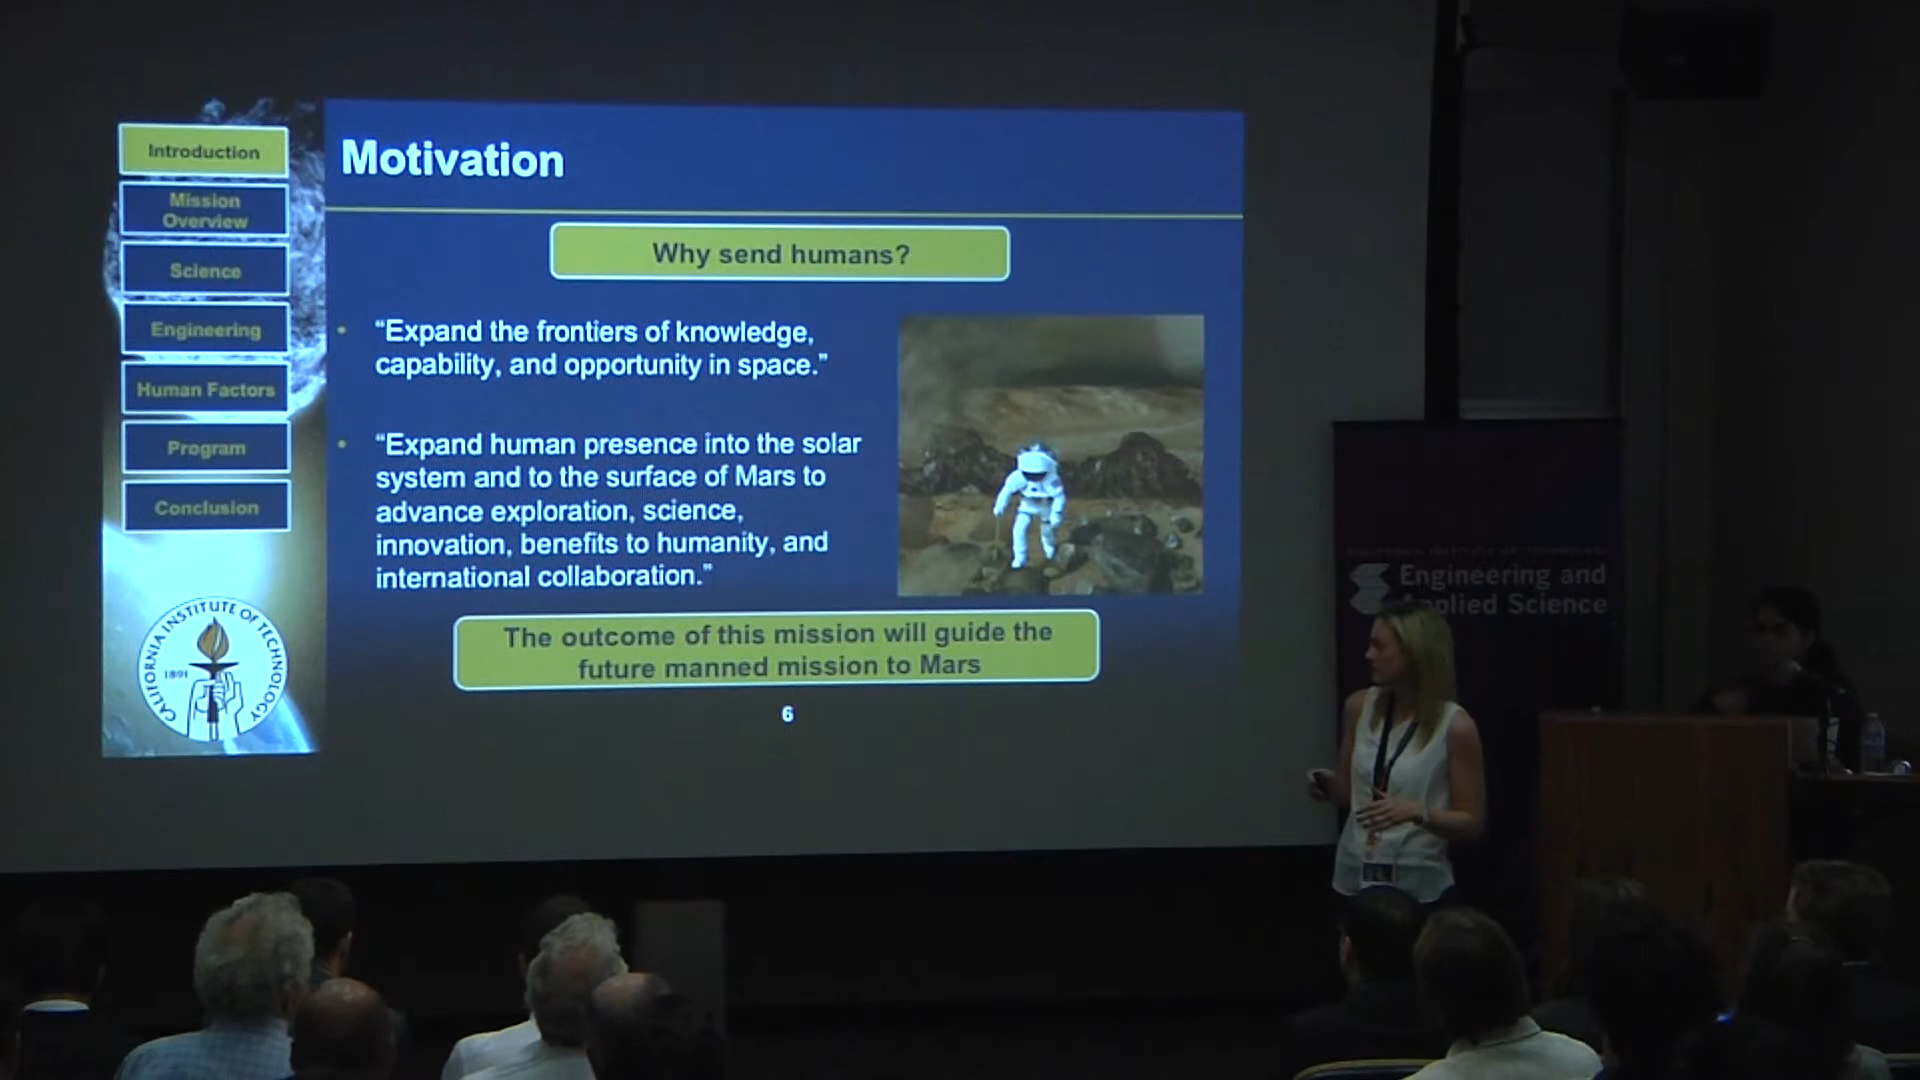 Introduction
Mission
Overview
Science
Engineering
Human Factors
Program
Conclusion
CALIFORNIA INSTITUTE OF TECHNOLOGY
1891
Motivation
Why send humans?
• “Expand the frontiers of knowledge,
capability, and opportunity in space.”
• “Expand human presence into the solar
system and to the surface of Mars to
advance exploration, science,
innovation, benefits to humanity, and
international collaboration.”
The outcome of this mission will guide the
future manned mission to Mars
6
Engineering and
Applied Science